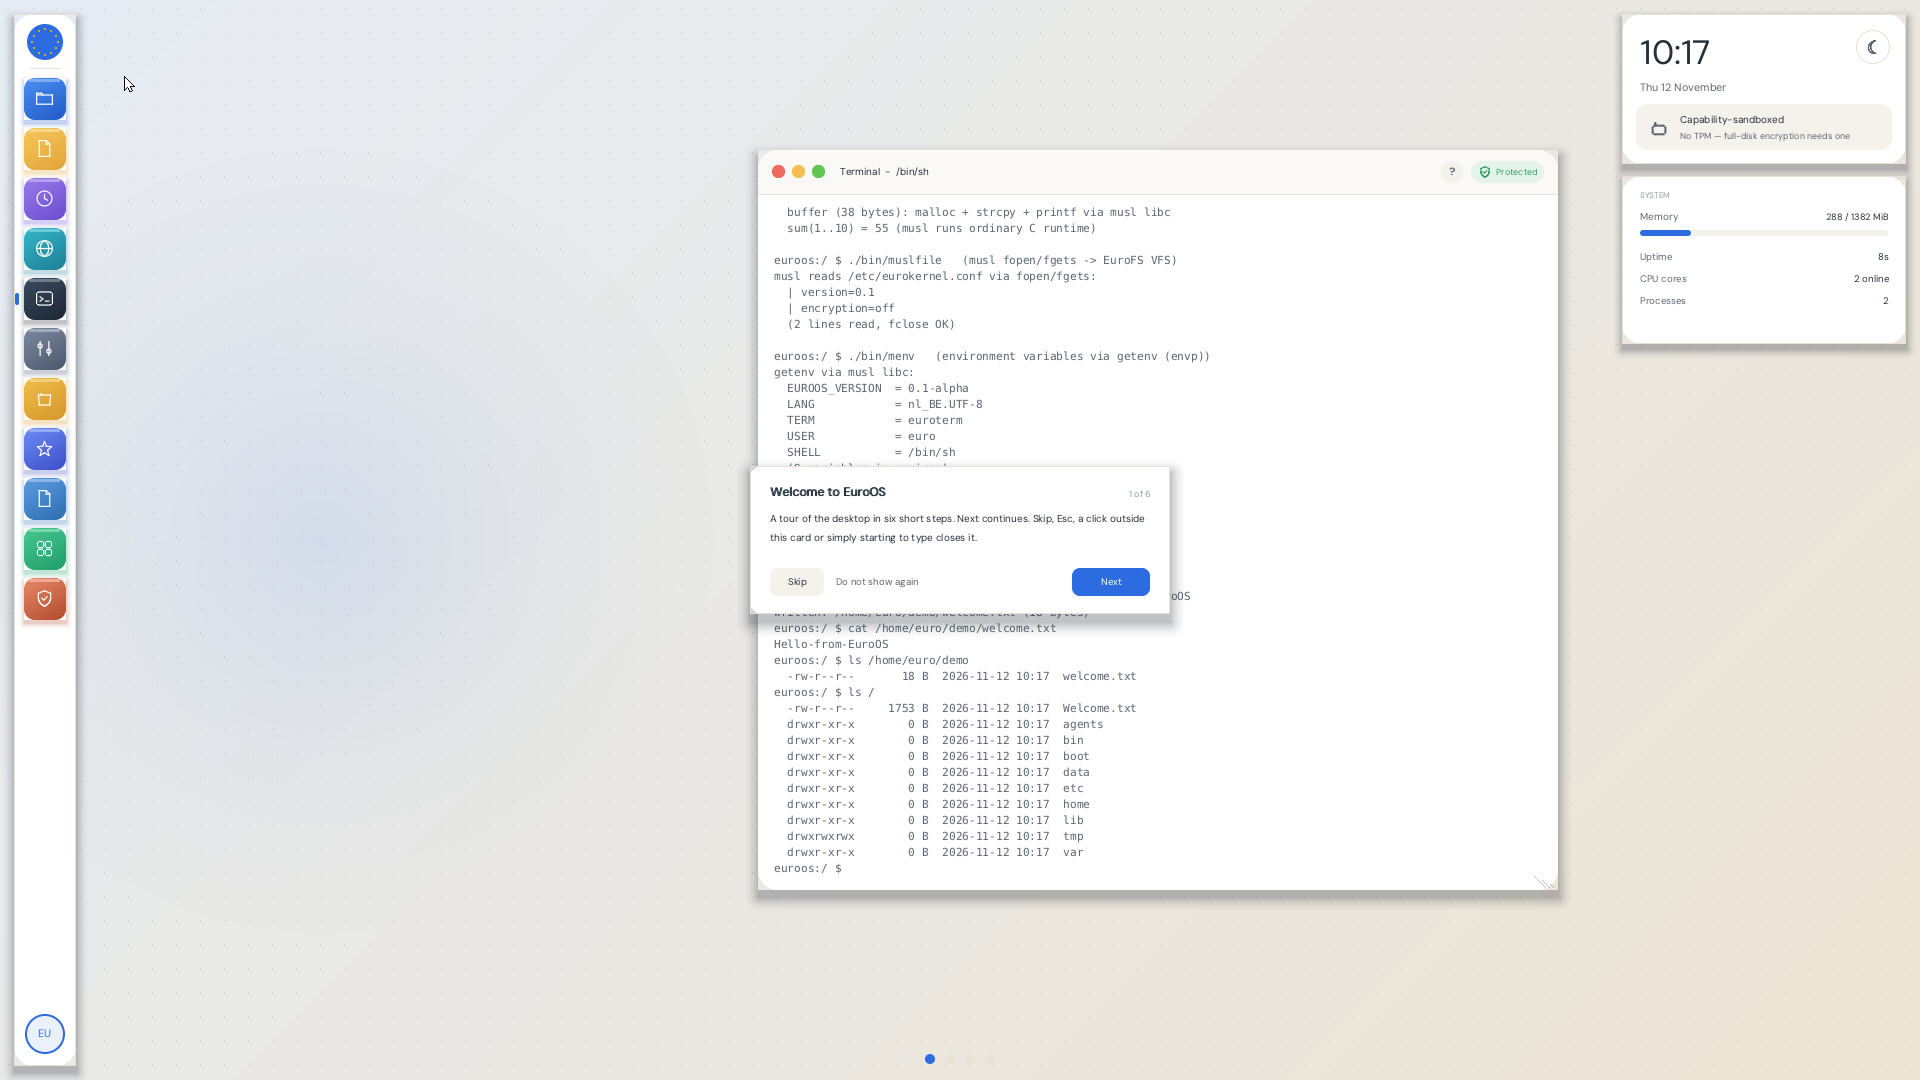 10:17
Thu 12 November
Capability-sandboxed
No TPM — full-disk encryption needs one
SYSTEM
Memory 288 / 1382 MiB
Uptime 8s
CPU cores 2 online
Processes 2
Terminal - /bin/sh ? Protected
buffer (38 bytes): malloc + strcpy + printf via musl libc
sum(1..10) = 55 (musl runs ordinary C runtime)
euroos:/ $ ./bin/muslfile (musl fopen/fgets -> EuroFS VFS)
musl reads /etc/eurokernel.conf via fopen/fgets:
| version=0.1
| encryption=off
(2 lines read, fclose OK)
euroos:/ $ ./bin/menv (environment variables via getenv (envp))
getenv via musl libc:
EUROOS_VERSION = 0.1-alpha
LANG = nl_BE.UTF-8
TERM = euroterm
USER = euro
SHELL = /bin/sh
Welcome to EuroOS 1 of 6
A tour of the desktop in six short steps. Next continues. Skip, Esc, a click outside
this card or simply starting to type closes it.
Skip Do not show again Next
oOS
euroos:/ $ cat /home/euro/demo/welcome.txt
Hello-from-EuroOS
euroos:/ $ ls /home/euro/demo
-rw-r--r-- 18 B 2026-11-12 10:17 welcome.txt
euroos:/ $ ls /
-rw-r--r-- 1753 B 2026-11-12 10:17 Welcome.txt
drwxr-xr-x 0 B 2026-11-12 10:17 agents
drwxr-xr-x 0 B 2026-11-12 10:17 bin
drwxr-xr-x 0 B 2026-11-12 10:17 boot
drwxr-xr-x 0 B 2026-11-12 10:17 data
drwxr-xr-x 0 B 2026-11-12 10:17 etc
drwxr-xr-x 0 B 2026-11-12 10:17 home
drwxr-xr-x 0 B 2026-11-12 10:17 lib
drwxrwxrwx 0 B 2026-11-12 10:17 tmp
drwxr-xr-x 0 B 2026-11-12 10:17 var
euroos:/ $
EU